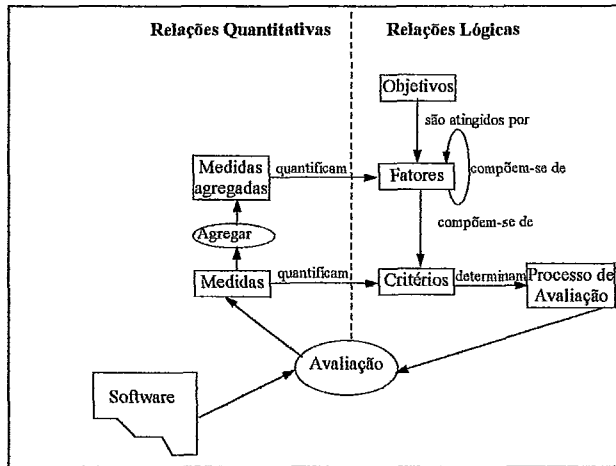 Relações Quantitativas
Relações Lógicas
Objetivos
são atingidos por
Medidas
agregadas
quantificam
Fatores
compõem-se de
Agregar
compõem-se de
Medidas
quantificam
Critérios
determinam
Processo de
Avaliação
Avaliação
Software